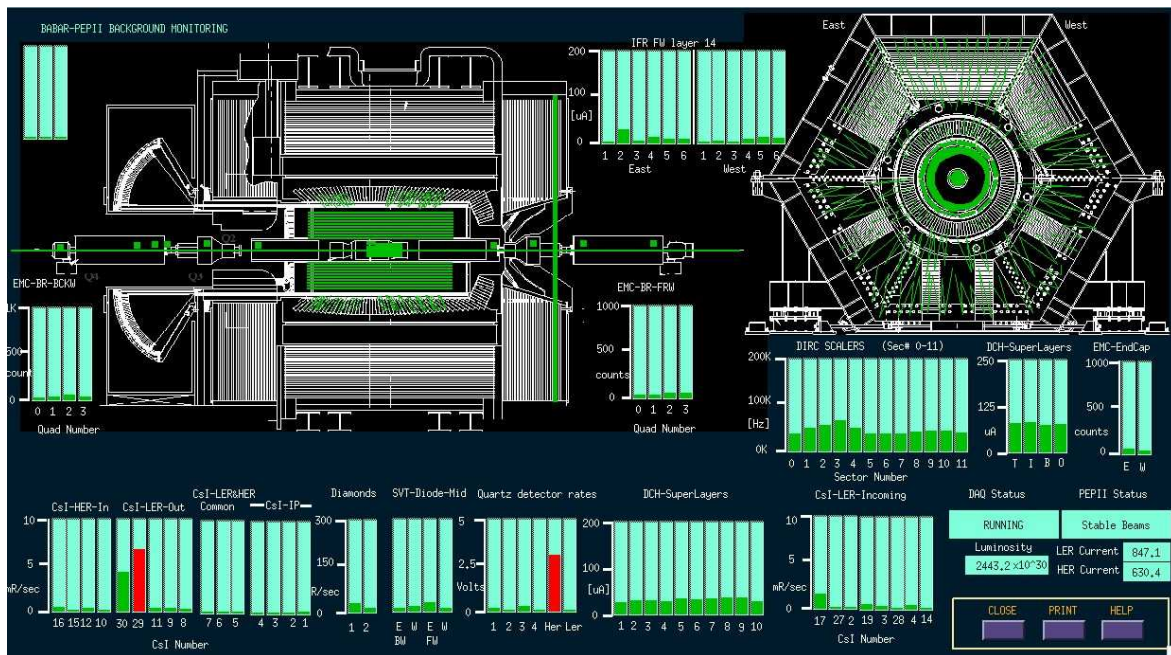 BABAR-PEPII BACKGROUND MONITORING
IFR FW layer 14
200
100
[uA]
0
1 2 3 4 5 6 1 2 3 4 5 6
East West
East West
Q2
Q4 Q3
EMC-BR-BCKW
1K
500
counts
0
0 1 2 3
Quad Number
EMC-BR-FRW
1000
500
counts
0
0 1 2 3
Quad Number
DIRC SCALERS (Sec# 0-11)
200K
100K
[Hz]
0K
0 1 2 3 4 5 6 7 8 9 10 11
Sector Number
DCH-SuperLayers
250
125
uA
0
T I B O
EMC-EndCap
1000
500
counts
0
E W
CsI-HER-In CsI-LER-Out CsI-LER&HER Common CsI-IP
10
5
mR/sec
0
16 15 12 10 30 29 11 9 8 7 6 5 4 3 2 1
CsI Number
Diamonds
300
150
R/sec
0
1 2
SVT-Diode-Mid
E W E W
BW FW
Quartz detector rates
5
2.5
Volts
0
1 2 3 4 Her Ler
DCH-SuperLayers
200
100
[uA]
0
1 2 3 4 5 6 7 8 9 10
CsI-LER-Incoming
10
5
mR/sec
0
17 27 2 19 3 28 4 14
CsI Number
DAQ Status PEPII Status
RUNNING Stable Beams
Luminosity
2443.2 x10^30
LER Current 847.1
HER Current 630.4
CLOSE PRINT HELP